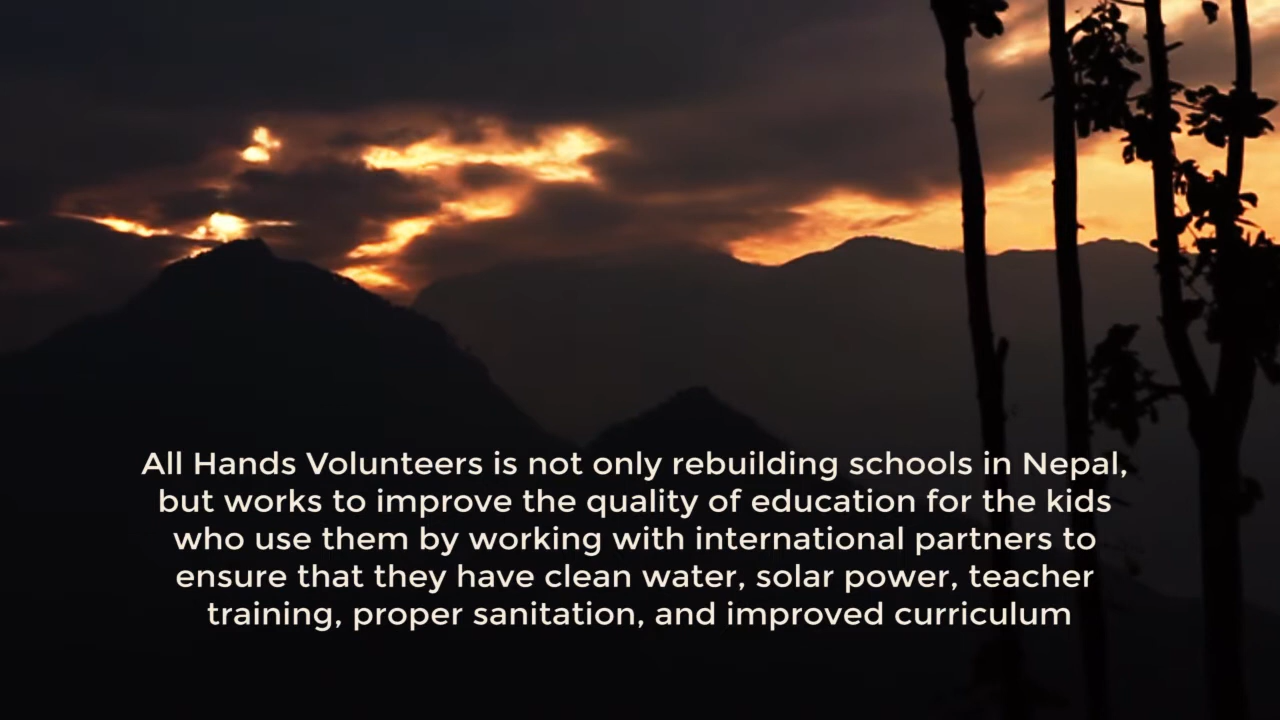 All Hands Volunteers is not only rebuilding schools in Nepal,
but works to improve the quality of education for the kids
who use them by working with international partners to
ensure that they have clean water, solar power, teacher
training, proper sanitation, and improved curriculum